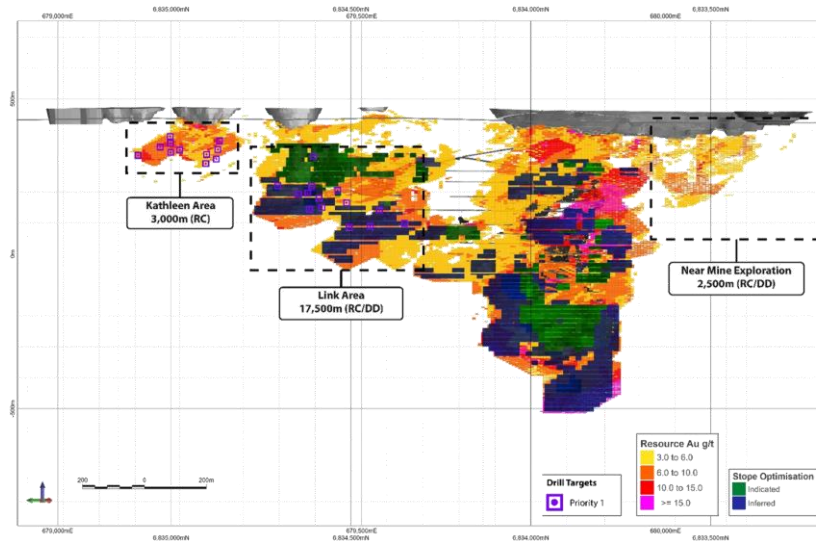 679,000mE 6,835,000mN 6,834,500mN 679,500mE 6,834,000mN 680,000mE 6,833,500mN
Kathleen Area
3,000m (RC)
0m
Link Area
17,500m (RC/DD)
Near Mine Exploration
2,500m (RC/DD)
-500m
200 0 200m
Drill Targets
Priority 1
Resource Au g/t
3.0 to 6.0
6.0 to 10.0
10.0 to 15.0
>= 15.0
Stope Optimisation
Indicated
Inferred
679,000mE 6,835,000mN 6,834,500mN 679,500mE 6,834,000mN 680,000mE 6,833,500mN